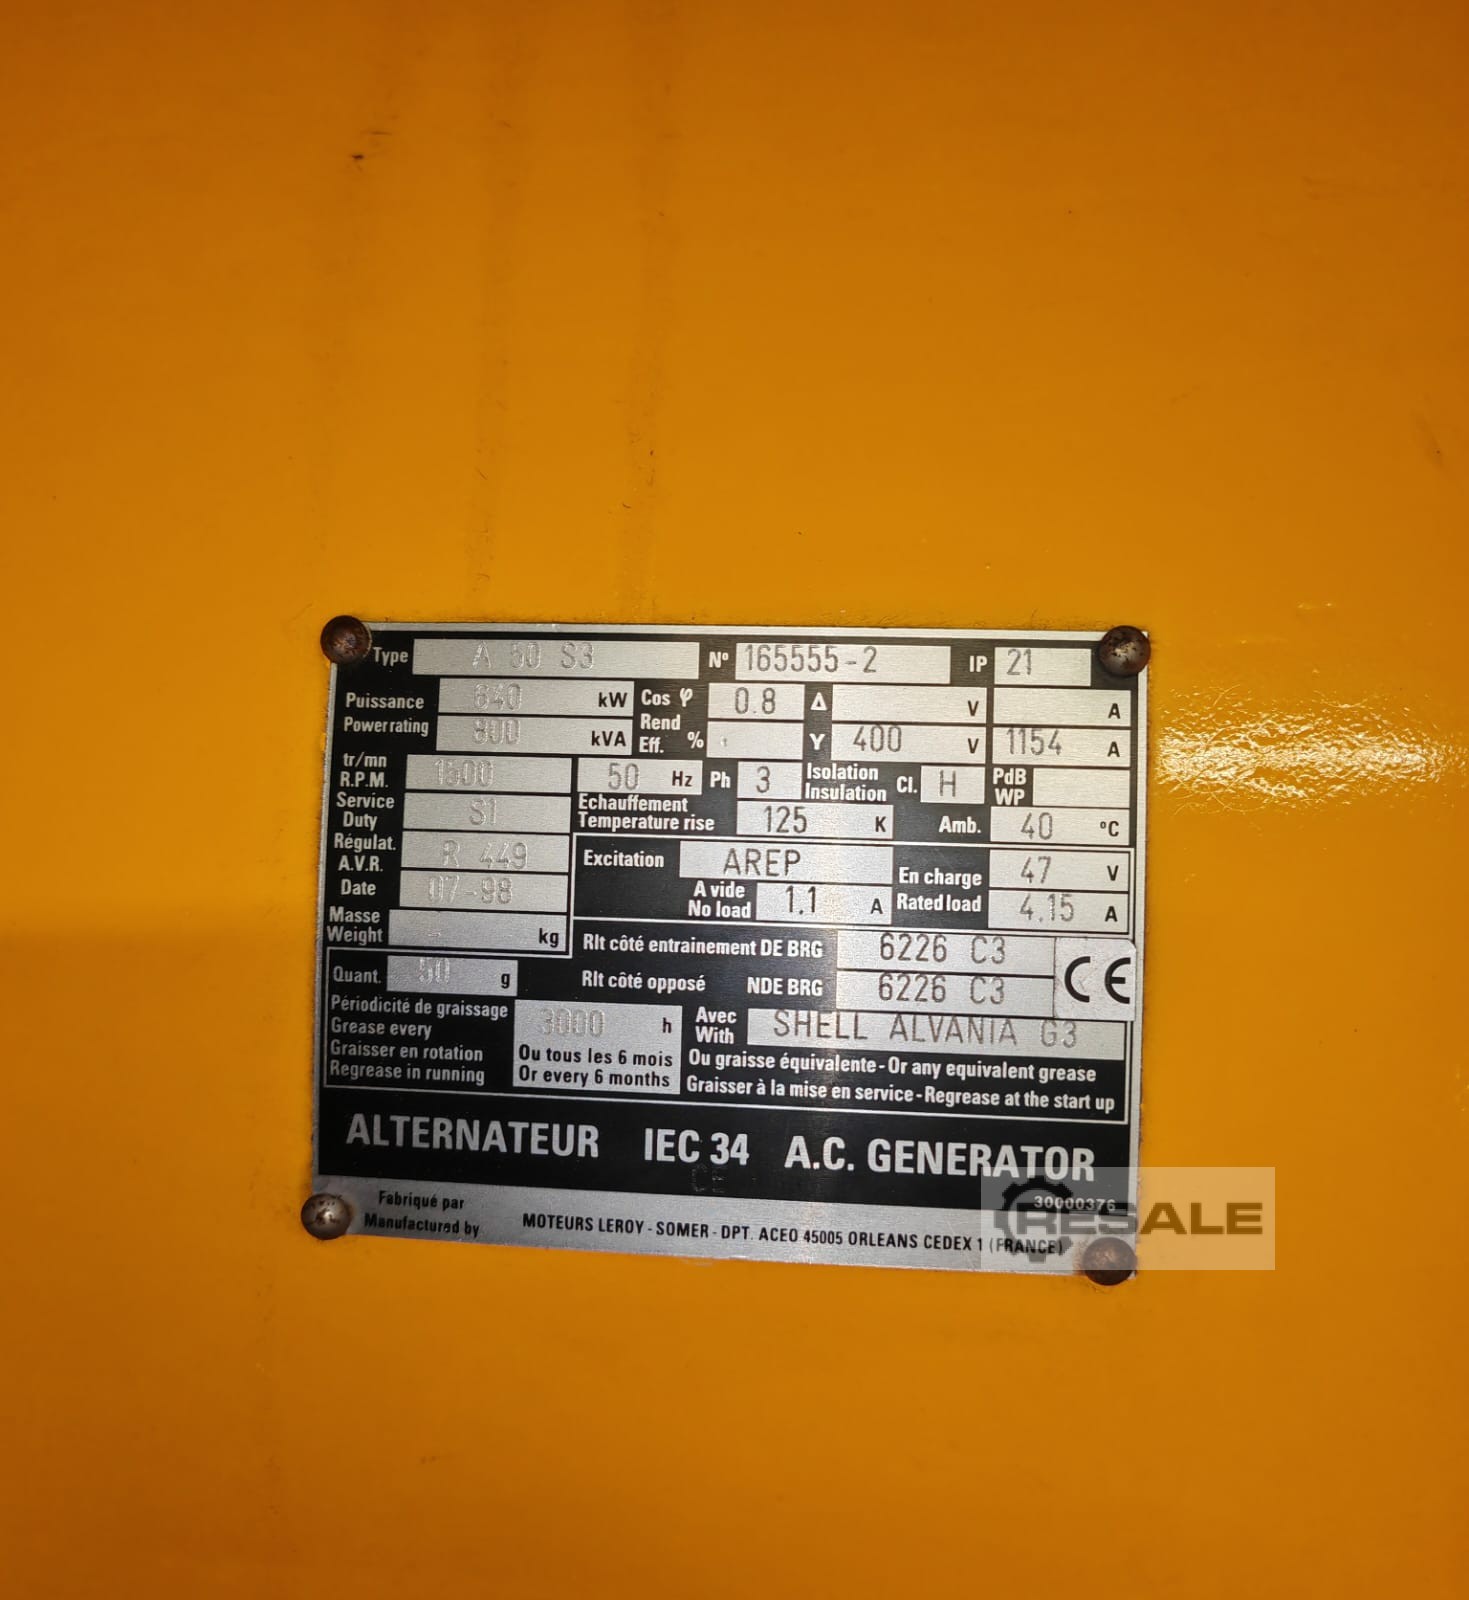 Type A 50 S3 N° 165555-2 IP 21
Puissance 640 kW Cos φ 0.8 Δ V A
Power rating 800 kVA Rend Eff. % Y 400 V 1154 A
tr/mn R.P.M. 1500 50 Hz Ph 3 Isolation Insulation Cl. H PdB WP
Service Duty S1 Echauffement Temperature rise 125 K Amb. 40 °C
Régulat. A.V.R. R 449 Excitation AREP En charge 47 V
Date 07-98 A vide No load 1.1 A Rated load 4.15 A
Masse Weight kg Rlt côté entrainement DE BRG 6226 C3
Quant. 50 g Rlt côté opposé NDE BRG 6226 C3 CE
Périodicité de graissage
Grease every 3000 h Avec With SHELL ALVANIA G3
Graisser en rotation Ou tous les 6 mois Ou graisse équivalente - Or any equivalent grease
Regrease in running Or every 6 months Graisser à la mise en service - Regrease at the start up
ALTERNATEUR IEC 34 A.C. GENERATOR
CE
30000376
Fabriqué par
Manufactured by MOTEURS LEROY - SOMER - DPT. ACEO 45005 ORLEANS CEDEX 1 (FRANCE)
RESALE